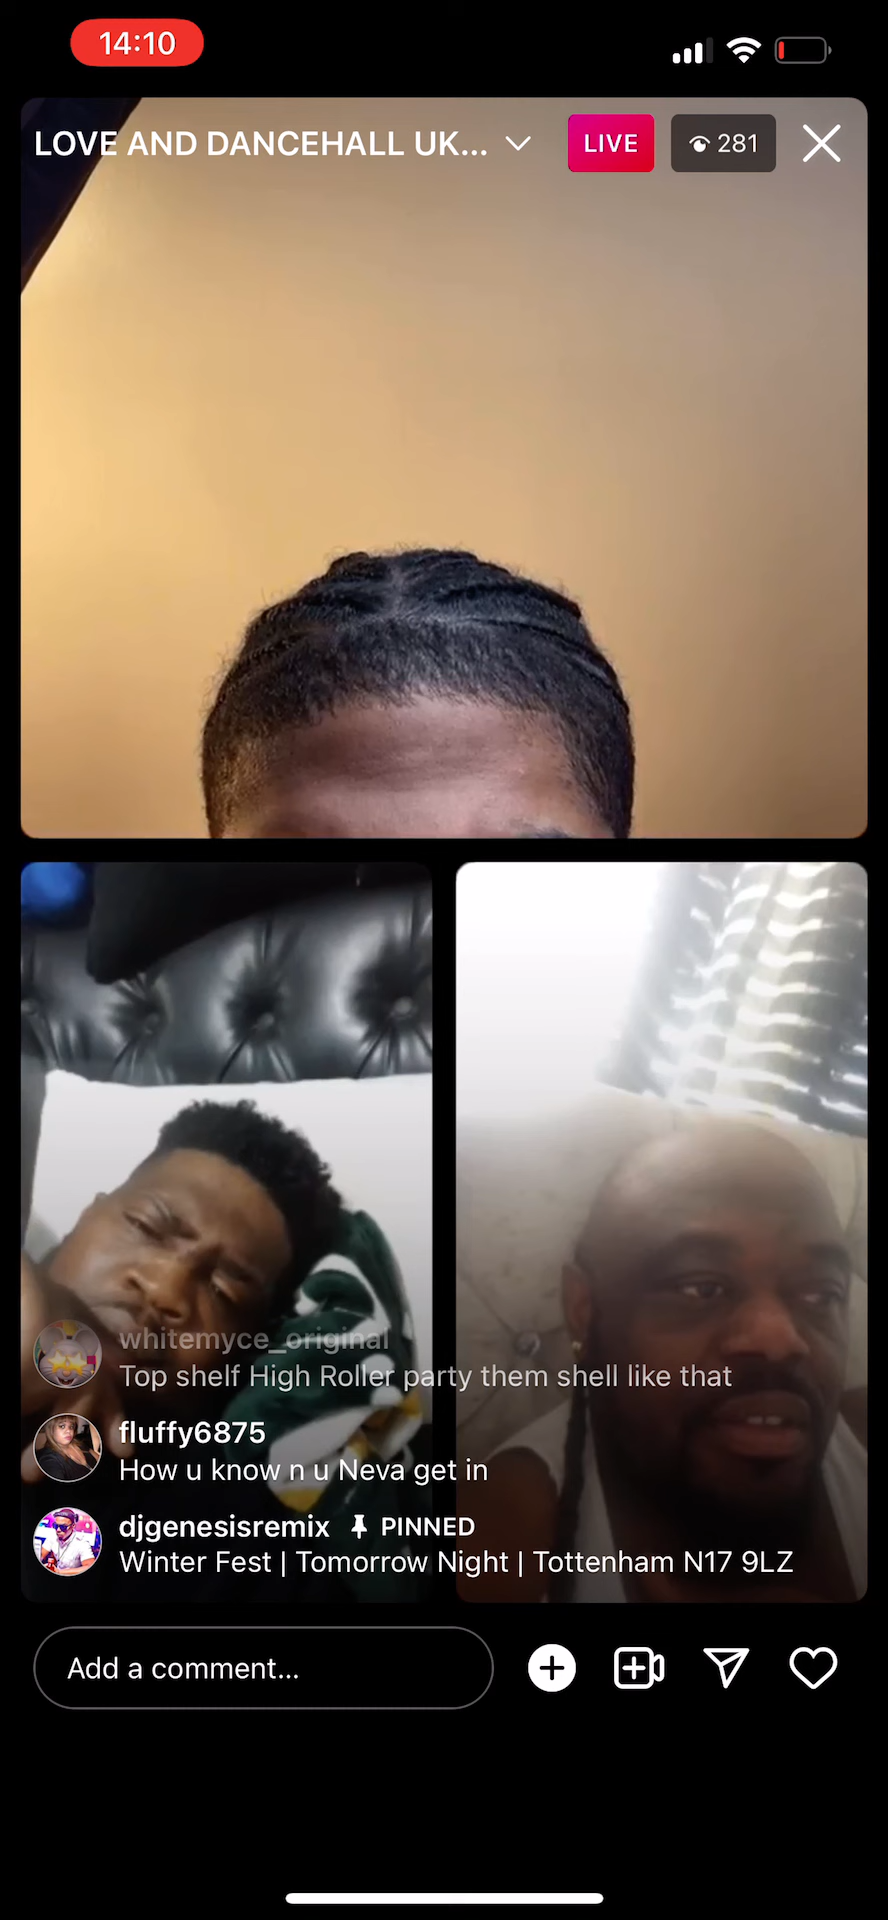 14:10
LOVE AND DANCEHALL UK...
LIVE
281
whitemyce_original
Top shelf High Roller party them shell like that
fluffy6875
How u know n u Neva get in
djgenesisremix PINNED
Winter Fest | Tomorrow Night | Tottenham N17 9LZ
Add a comment...